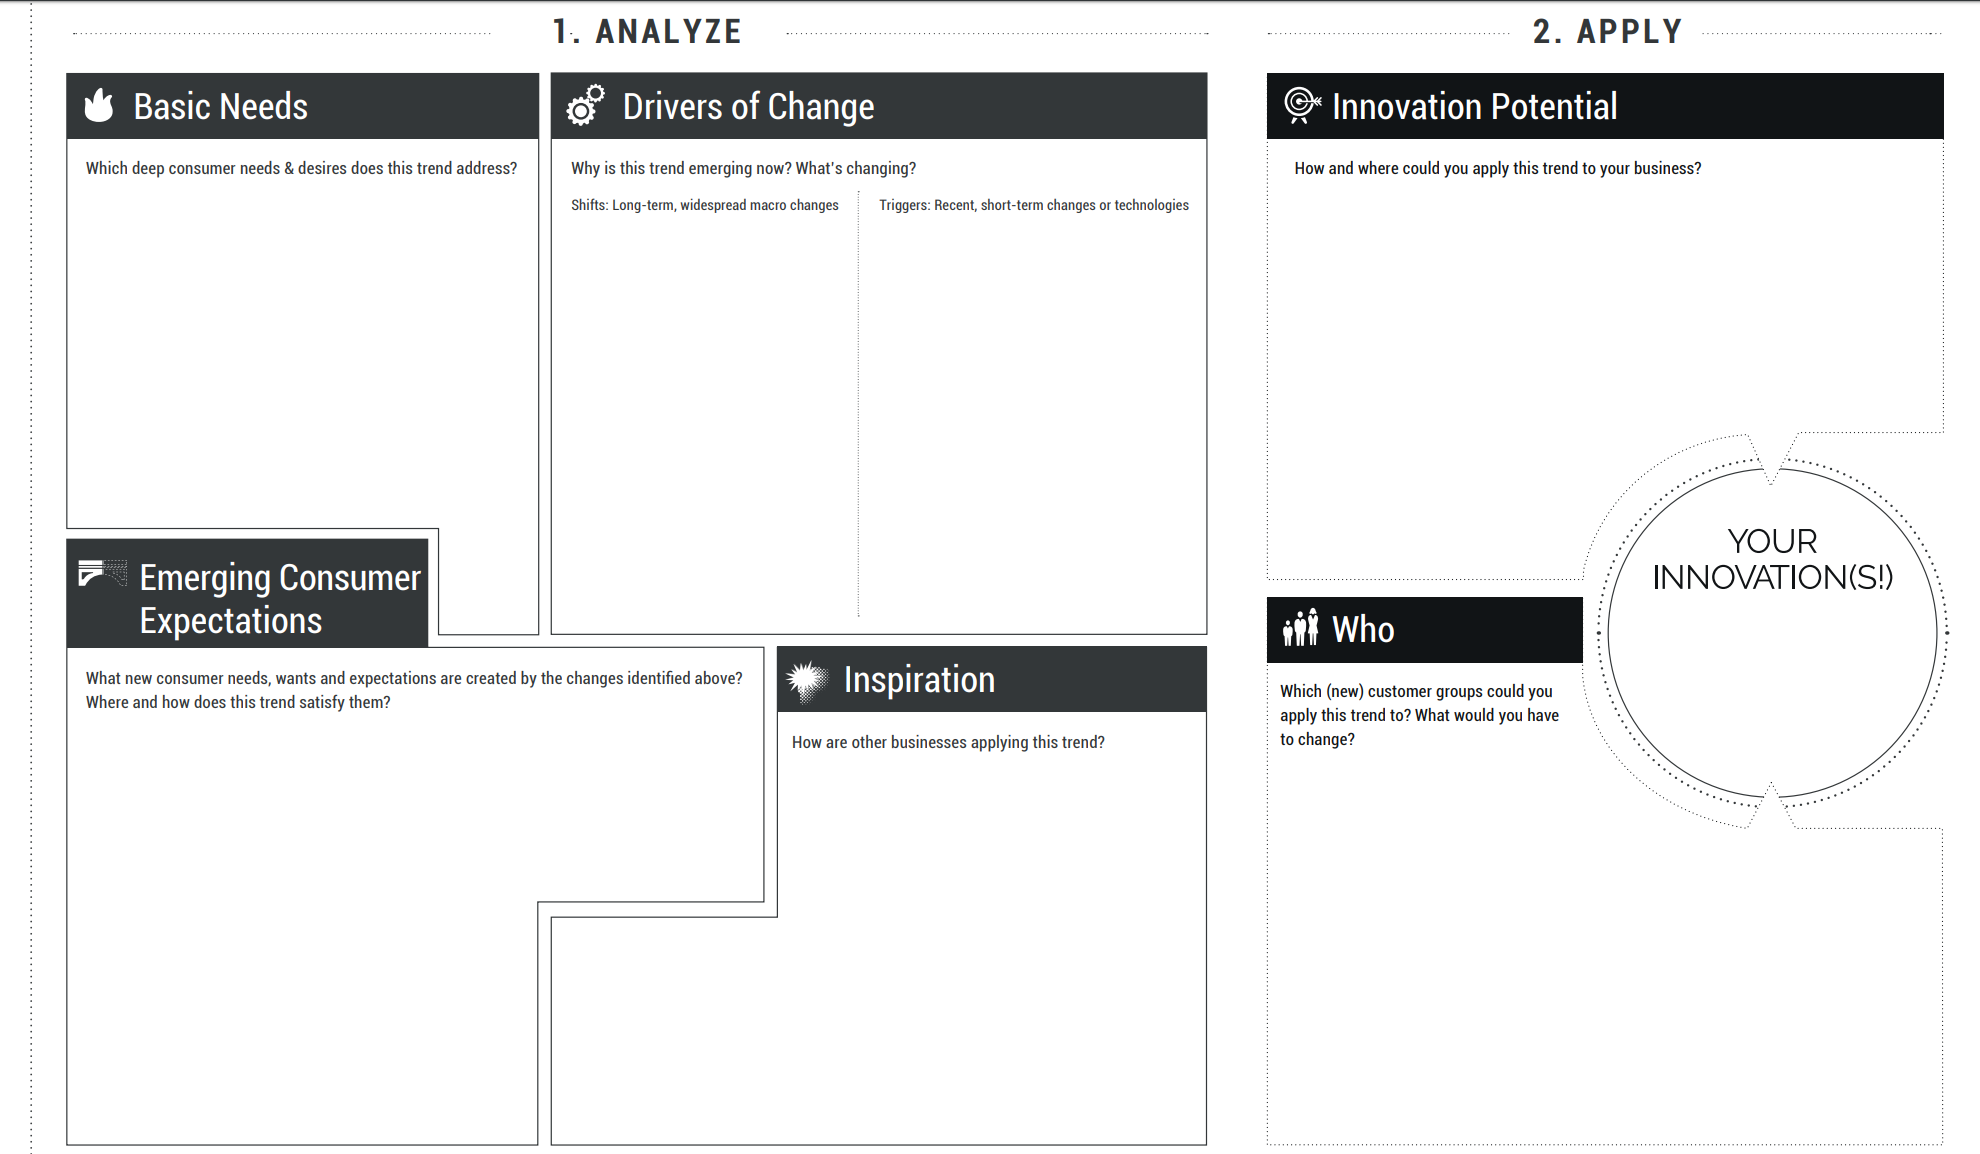 1. ANALYZE
Basic Needs
Which deep consumer needs & desires does this trend address?
Drivers of Change
Why is this trend emerging now? What's changing?
Shifts: Long-term, widespread macro changes
Triggers: Recent, short-term changes or technologies
Emerging Consumer
Expectations
What new consumer needs, wants and expectations are created by the changes identified above?
Where and how does this trend satisfy them?
Inspiration
How are other businesses applying this trend?
2. APPLY
Innovation Potential
How and where could you apply this trend to your business?
Who
Which (new) customer groups could you
apply this trend to? What would you have
to change?
YOUR
INNOVATION(S!)